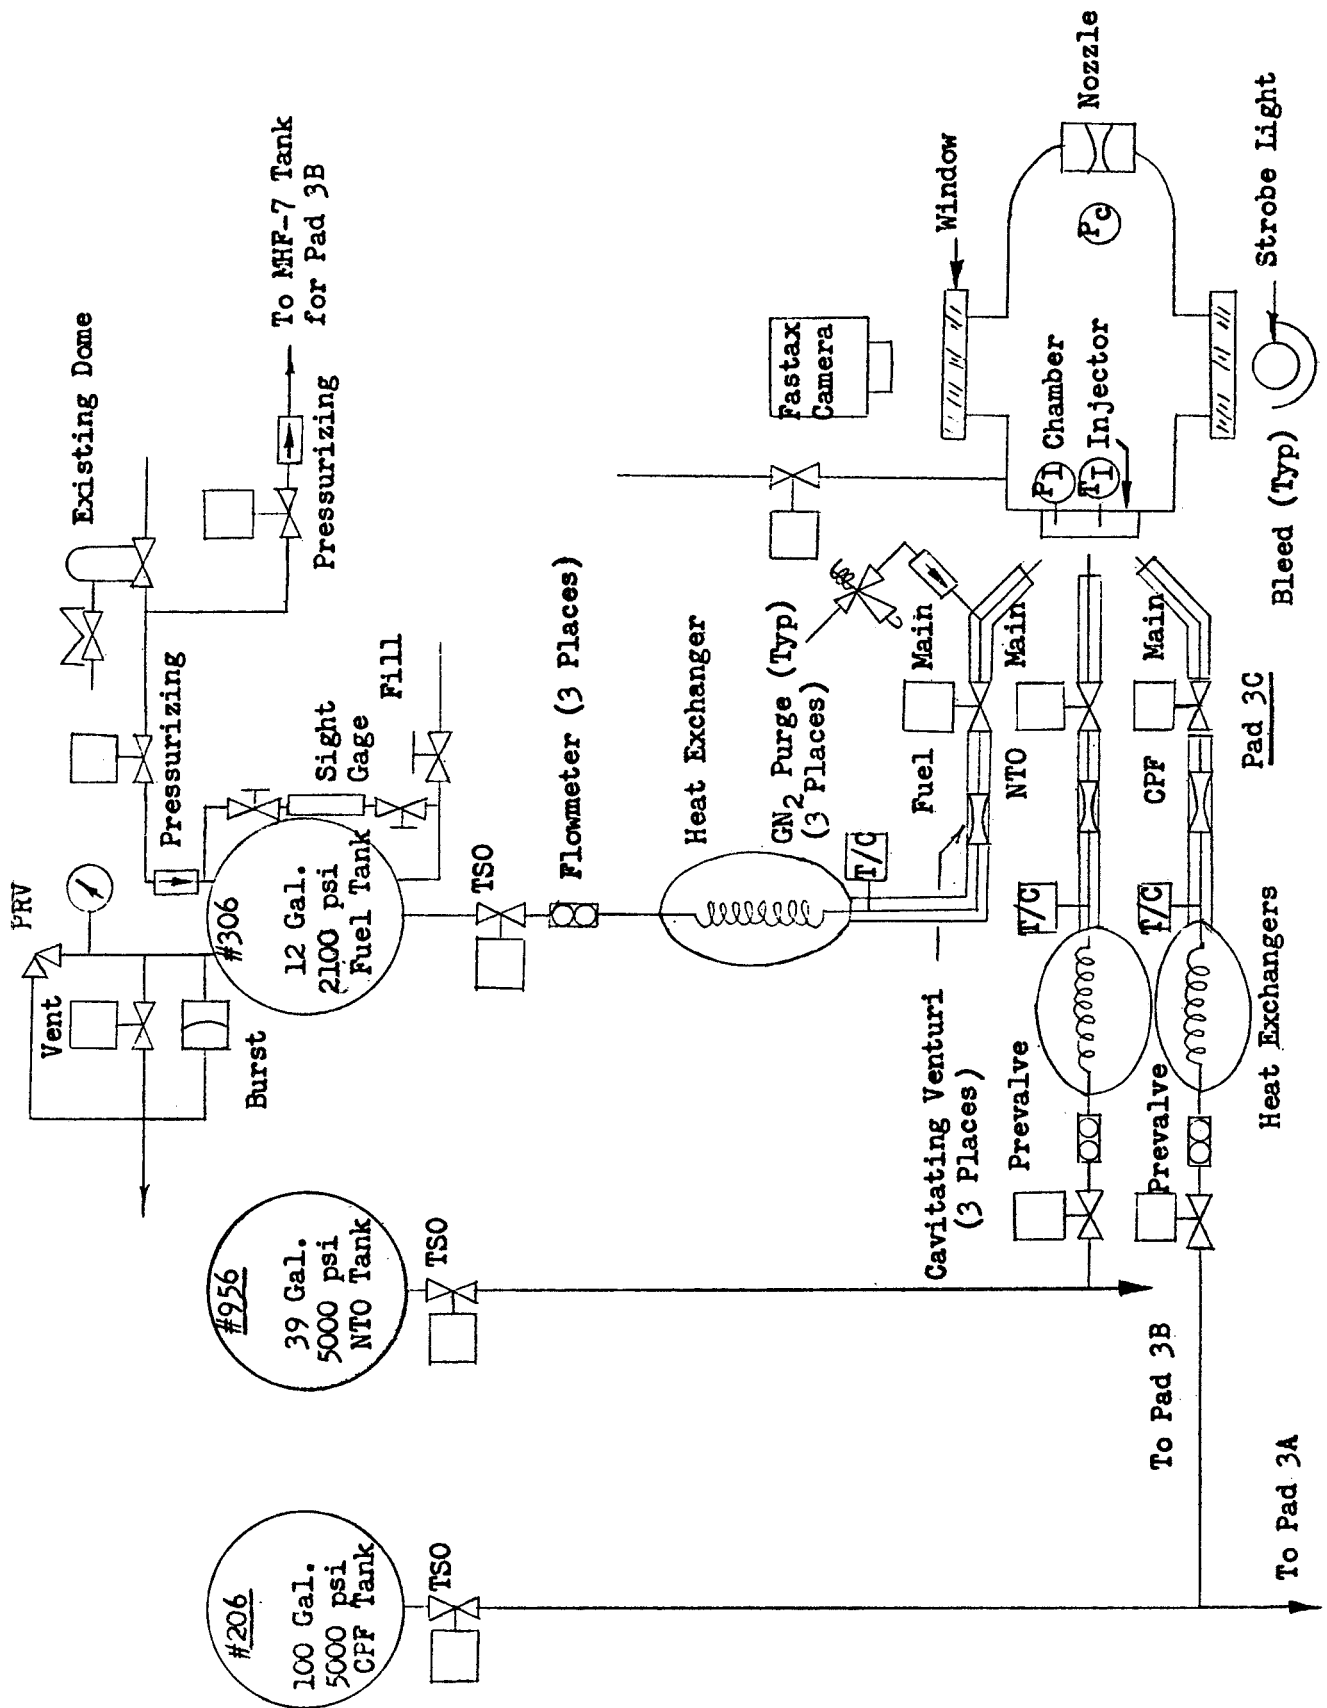 #206
100 Gal.
5000 psi
CPF Tank
TSO
#956
39 Gal.
5000 psi
NTO Tank
TSO
PRV
Vent
Burst
#306
12 Gal.
2100 psi
Fuel Tank
TSO
Pressurizing
Existing Dome
Sight
Gage
Fill
Pressurizing
To MHF-7 Tank
for Pad 3B
Flowmeter (3 Places)
Heat Exchanger
T/C
GN2 Purge (Typ)
(3 Places)
Cavitating Venturi
(3 Places)
Fuel
Main
Prevalve
T/C
NTO
Main
Prevalve
T/C
CPF
Main
Heat Exchangers
Pad 3C
To Pad 3B
To Pad 3A
Fastax
Camera
Window
PI
Chamber
TI
Injector
Pc
Nozzle
Bleed (Typ)
Strobe Light